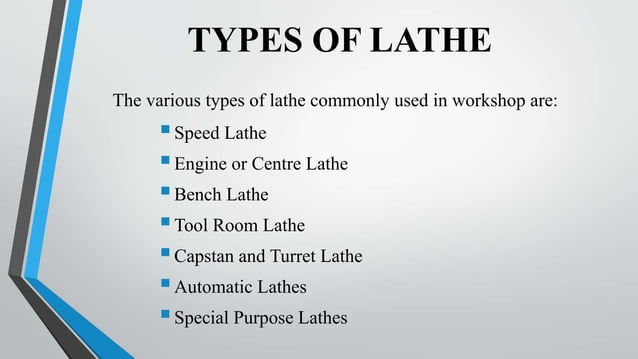 TYPES OF LATHE
The various types of lathe commonly used in workshop are:
Speed Lathe
Engine or Centre Lathe
Bench Lathe
Tool Room Lathe
Capstan and Turret Lathe
Automatic Lathes
Special Purpose Lathes